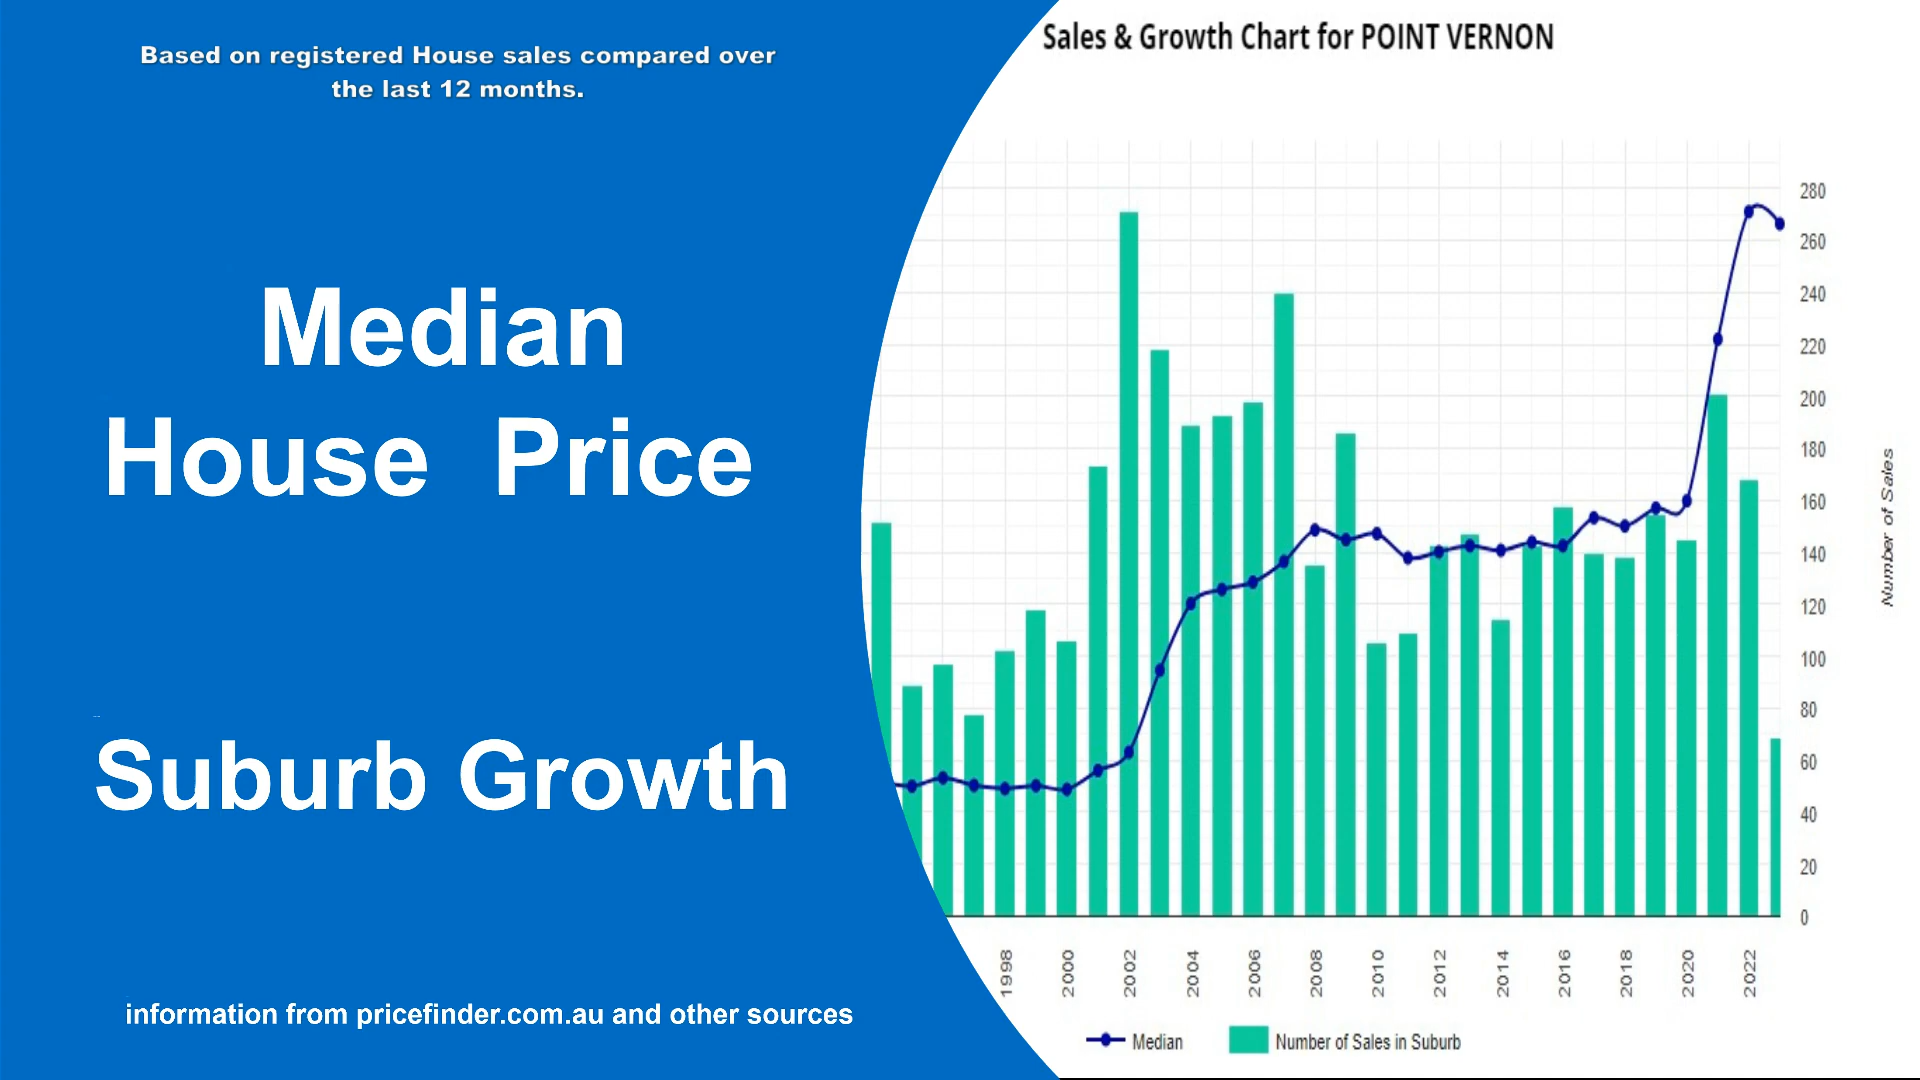 Based on registered House sales compared over
the last 12 months.
Median
House Price
Suburb Growth
information from pricefinder.com.au and other sources
Sales & Growth Chart for POINT VERNON
280
260
240
220
200
180
160
140
120
100
80
60
40
20
0
Number of Sales
1998
2000
2002
2004
2006
2008
2010
2012
2014
2016
2018
2020
2022
Median
Number of Sales in Suburb